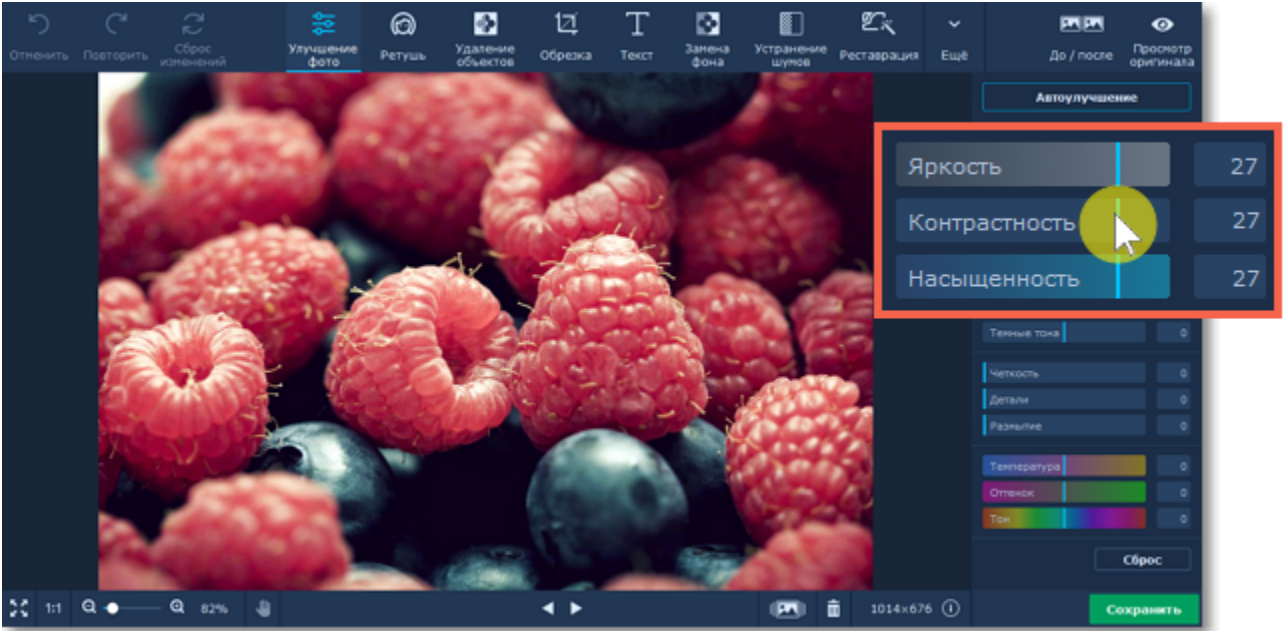 Отменить
Повторить
Сброс
изменений
Улучшение
фото
Ретушь
Удаление
объектов
Обрезка
Текст
Замена
фона
Устранение
шумов
Реставрация
Ещё
До / после
Просмотр
оригинала
Автоулучшение
Яркость 27
Контрастность 27
Насыщенность 27
Темные тона 0
Четкость 0
Детали 0
Размытие 0
Температура 0
Оттенок 0
Тон 0
Сброс
1:1 82% 1014×676
Сохранить